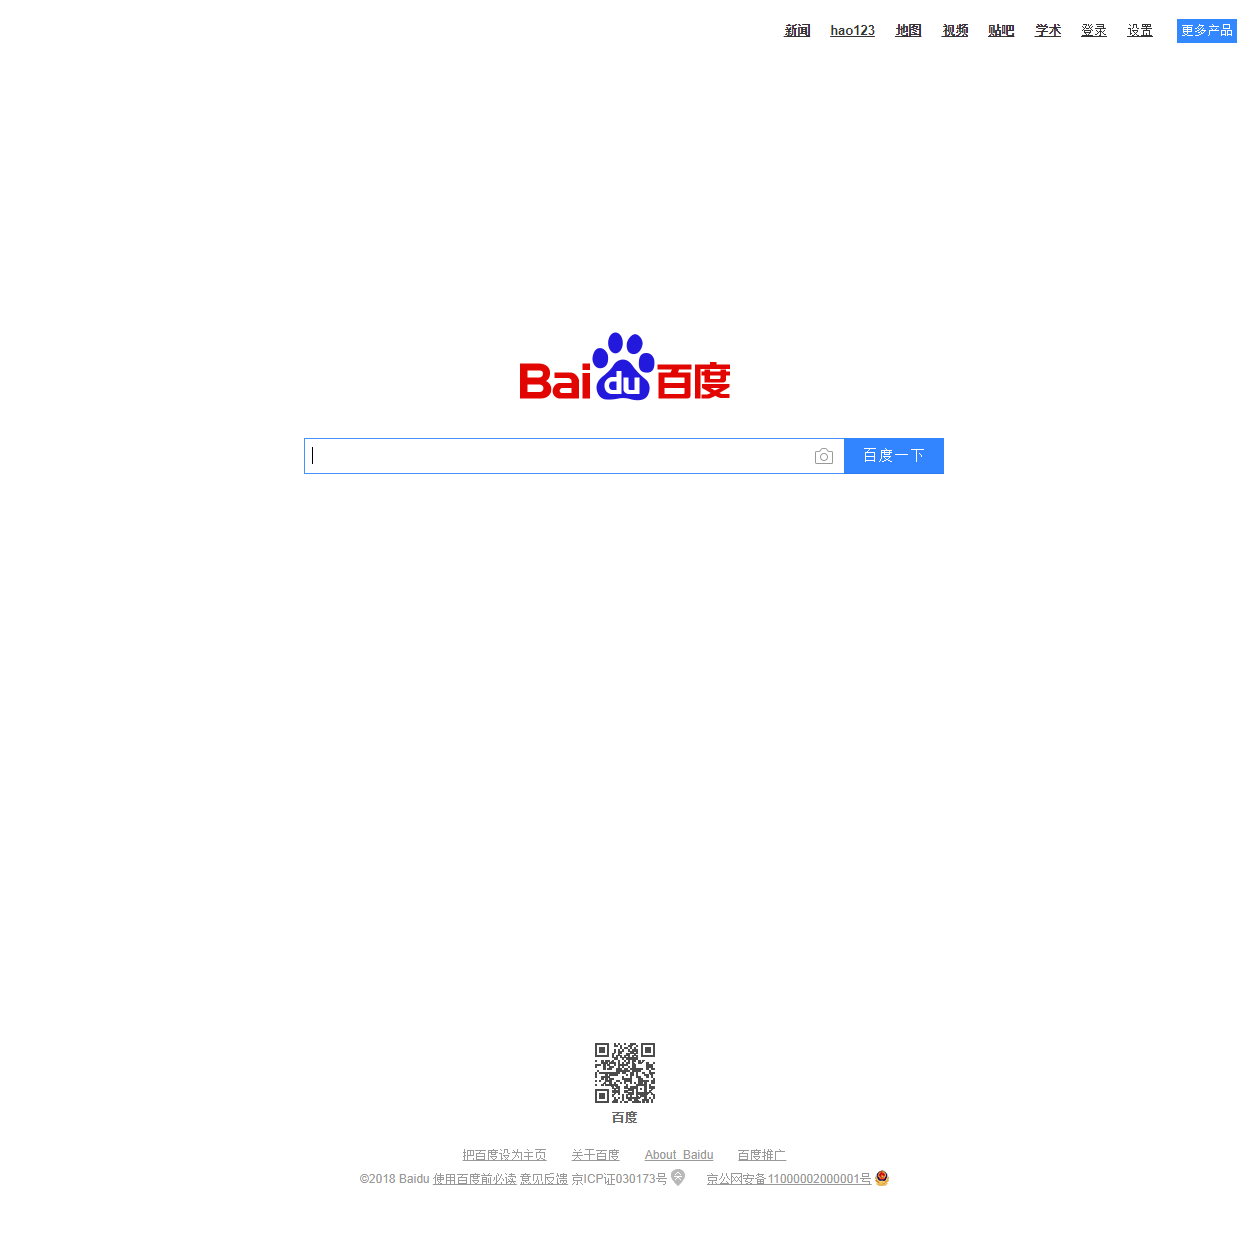 新闻 hao123 地图 视频 贴吧 学术 登录 设置 更多产品
Bai du 百度
百度一下
百度
把百度设为主页 关于百度 About Baidu 百度推广
©2018 Baidu 使用百度前必读 意见反馈 京ICP证030173号 京公网安备11000002000001号